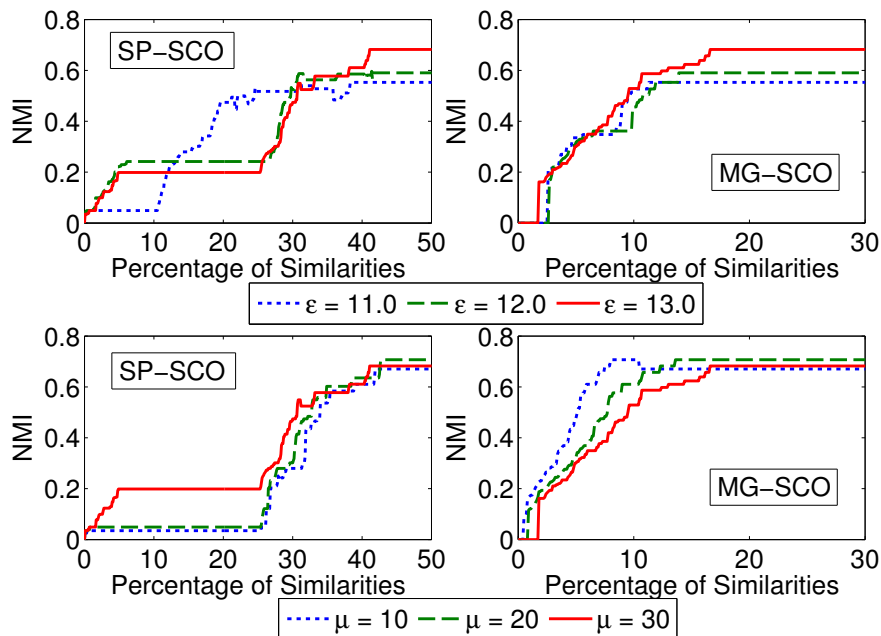 SP-SCO
NMI
0.8
0.6
0.4
0.2
0
0 10 20 30 40 50
Percentage of Similarities
MG-SCO
NMI
0.8
0.6
0.4
0.2
0
0 10 20 30
Percentage of Similarities
ε = 11.0 ε = 12.0 ε = 13.0
SP-SCO
NMI
0.8
0.6
0.4
0.2
0
0 10 20 30 40 50
Percentage of Similarities
MG-SCO
NMI
0.8
0.6
0.4
0.2
0
0 10 20 30
Percentage of Similarities
μ = 10 μ = 20 μ = 30